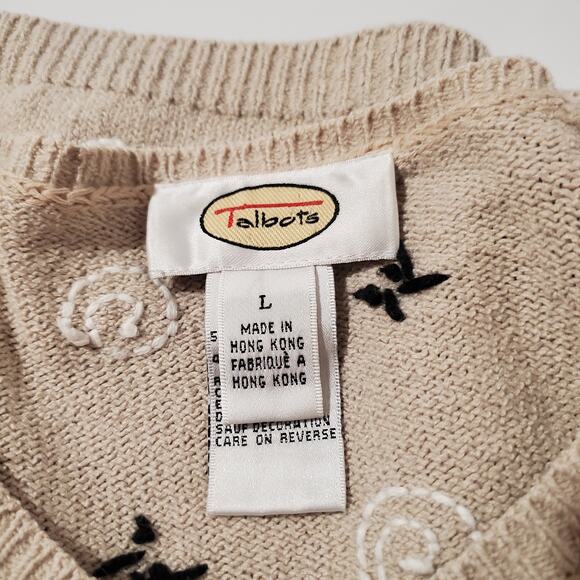 Talbots
L
MADE IN
HONG KONG
FABRIQUÉ À
HONG KONG
SAUF DECORATION
CARE ON REVERSE